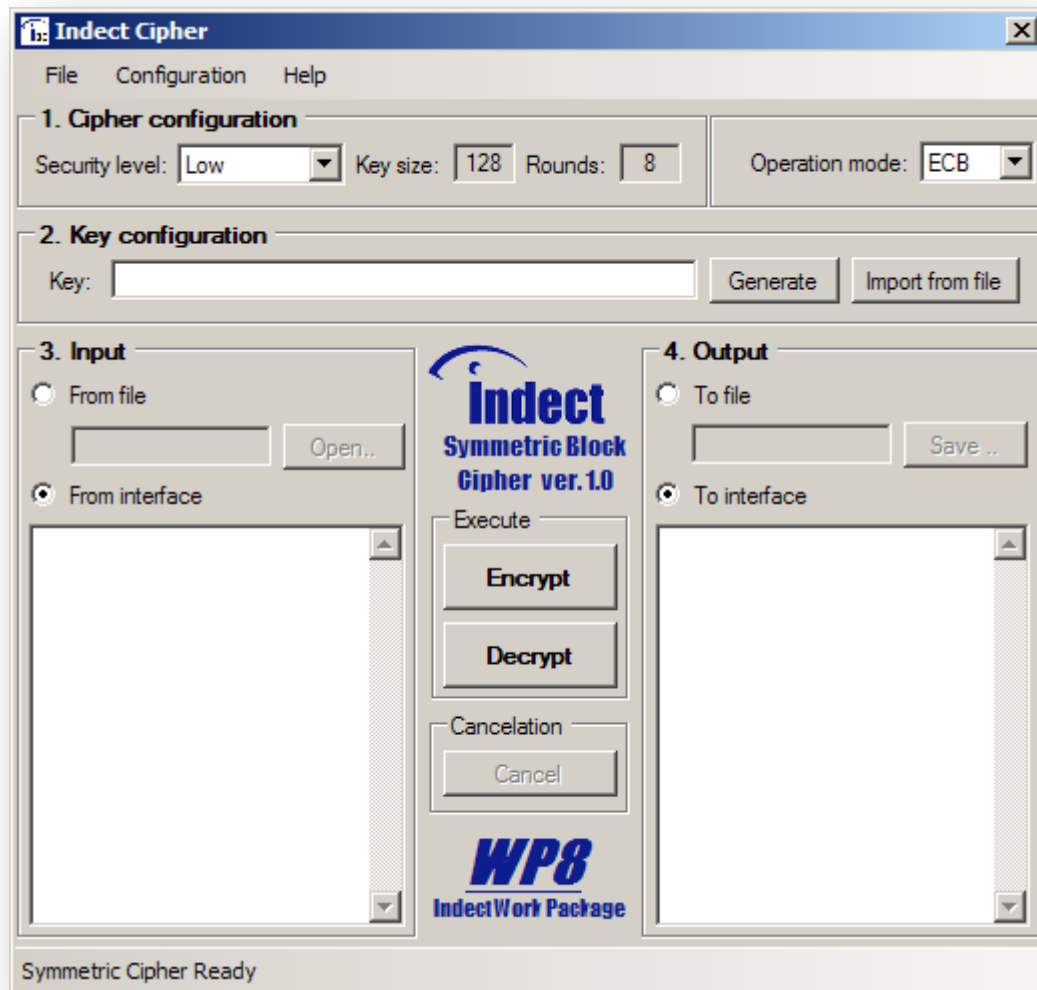 Indect Cipher
File Configuration Help
1. Cipher configuration
Security level: Low Key size: 128 Rounds: 8 Operation mode: ECB
2. Key configuration
Key: Generate Import from file
3. Input
From file
Open..
From interface
Indect
Symmetric Block
Cipher ver.1.0
Execute
Encrypt
Decrypt
Cancelation
Cancel
WP8
IndectWork Package
4. Output
To file
Save ..
To interface
Symmetric Cipher Ready